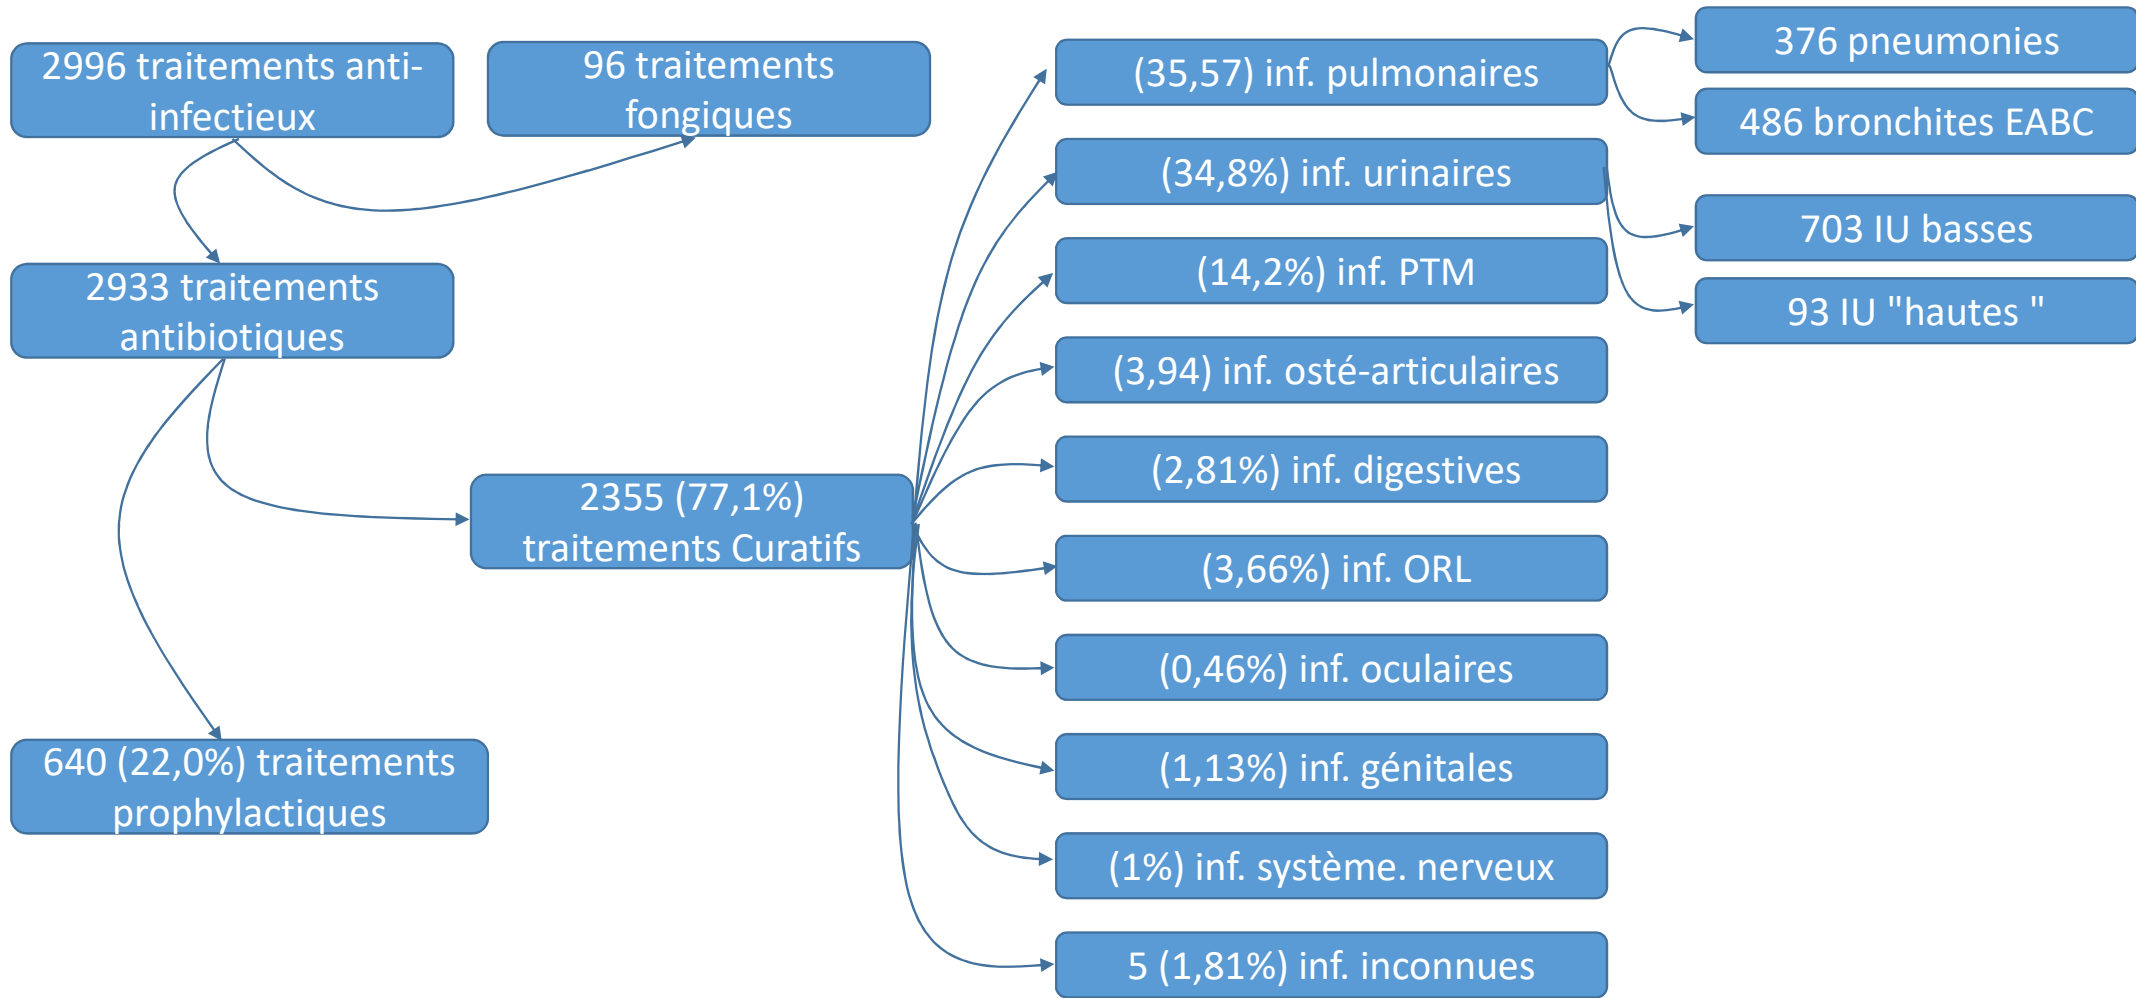 2996 traitements anti-
infectieux
96 traitements
fongiques
2933 traitements
antibiotiques
2355 (77,1%)
traitements Curatifs
640 (22,0%) traitements
prophylactiques
(35,57) inf. pulmonaires
(34,8%) inf. urinaires
(14,2%) inf. PTM
(3,94) inf. osté-articulaires
(2,81%) inf. digestives
(3,66%) inf. ORL
(0,46%) inf. oculaires
(1,13%) inf. génitales
(1%) inf. système. nerveux
5 (1,81%) inf. inconnues
376 pneumonies
486 bronchites EABC
703 IU basses
93 IU "hautes "